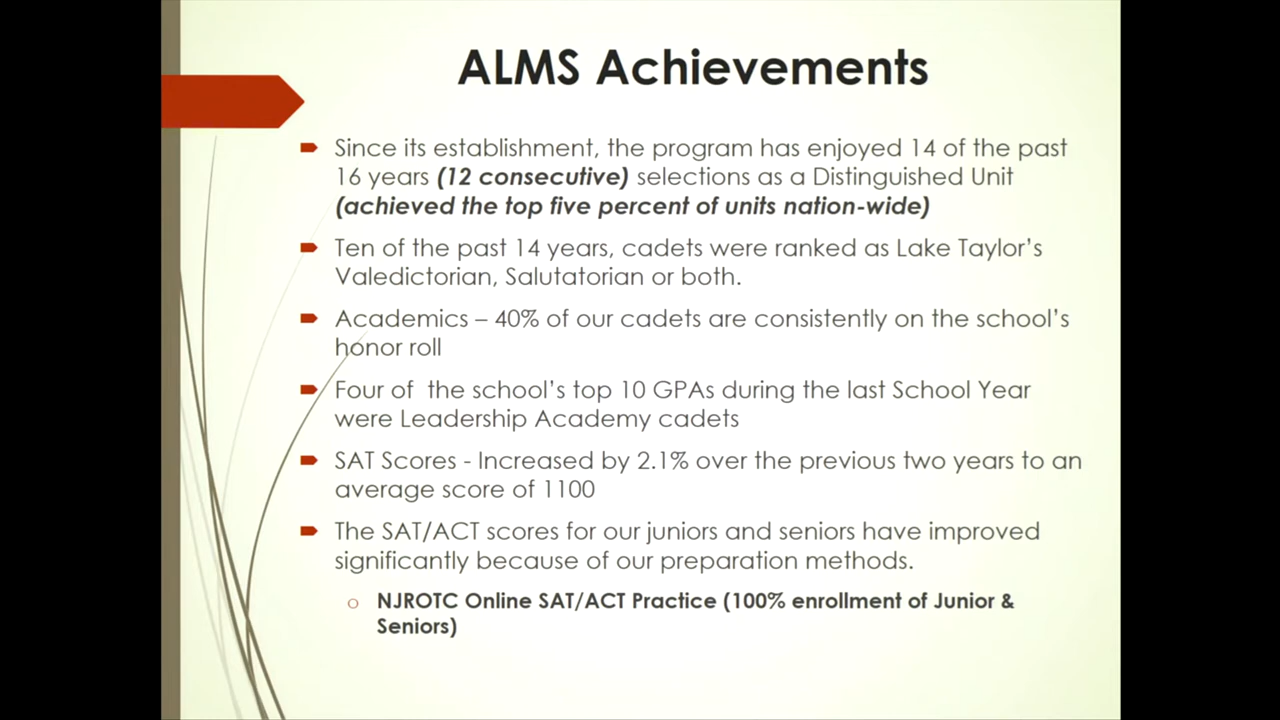 ALMS Achievements
Since its establishment, the program has enjoyed 14 of the past
16 years (12 consecutive) selections as a Distinguished Unit
(achieved the top five percent of units nation-wide)
Ten of the past 14 years, cadets were ranked as Lake Taylor's
Valedictorian, Salutatorian or both.
Academics – 40% of our cadets are consistently on the school's
honor roll
Four of  the school's top 10 GPAs during the last School Year
were Leadership Academy cadets
SAT Scores - Increased by 2.1% over the previous two years to an
average score of 1100
The SAT/ACT scores for our juniors and seniors have improved
significantly because of our preparation methods.
NJROTC Online SAT/ACT Practice (100% enrollment of Junior &
Seniors)